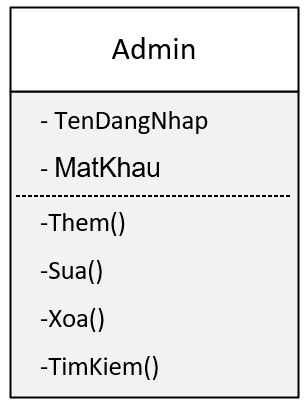 Admin
- TenDangNhap
- MatKhau
-Them()
-Sua()
-Xoa()
-TimKiem()